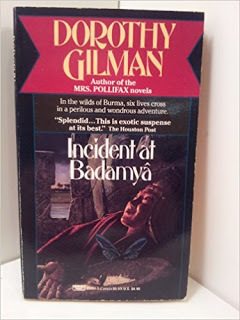 DOROTHY
GILMAN
Author of the
MRS. POLLIFAX novels
In the wilds of Burma, six lives cross
in a perilous and wondrous adventure.
"Splendid...This is exotic suspense
at its best." The Houston Post
Incident at
Badamyâ